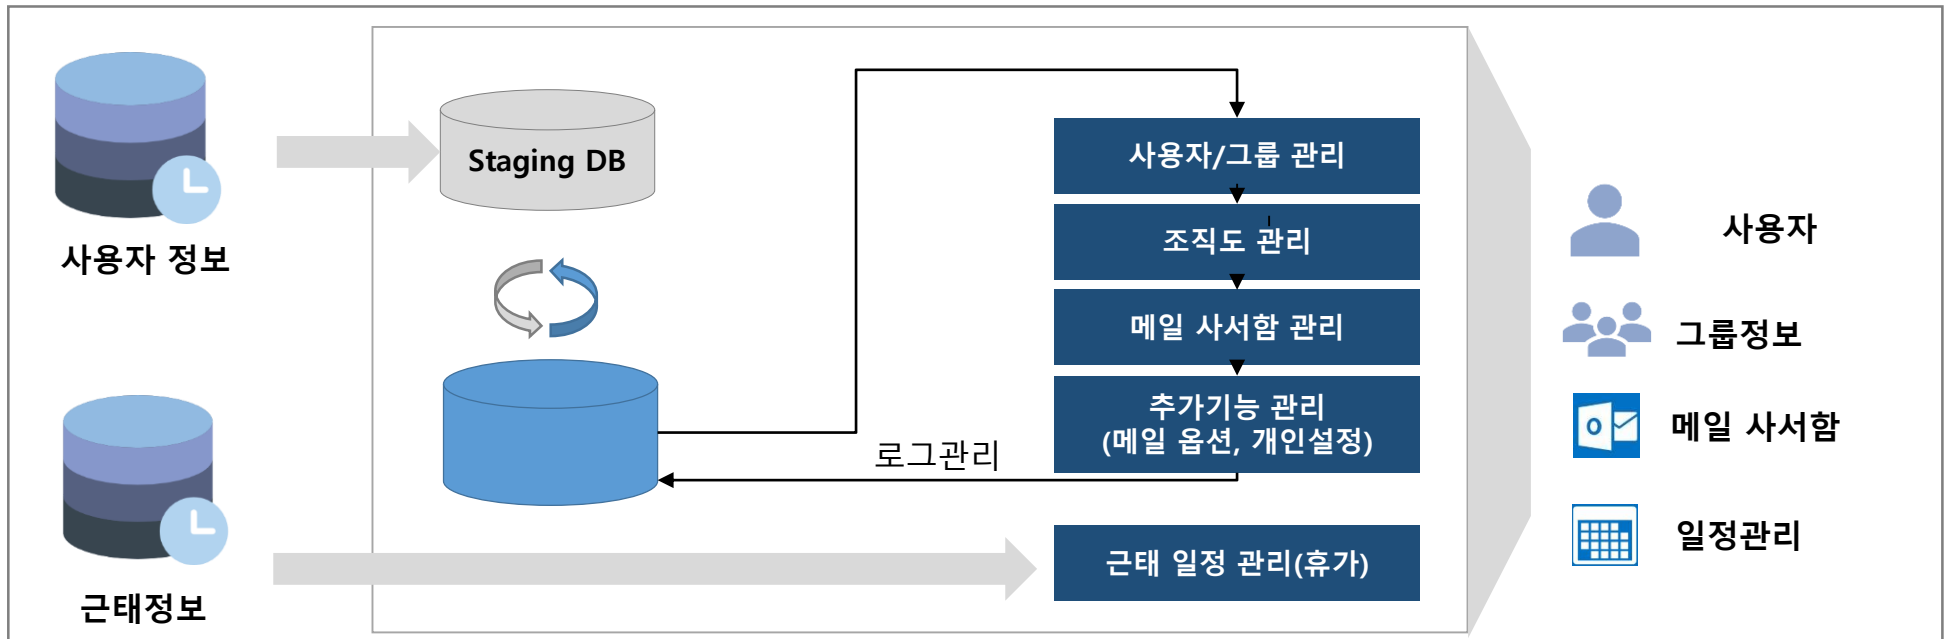 사용자 정보
근태정보
Staging DB
로그관리
사용자/그룹 관리
조직도 관리
메일 사서함 관리
추가기능 관리
(메일 옵션, 개인설정)
근태 일정 관리(휴가)
사용자
그룹정보
메일 사서함
일정관리